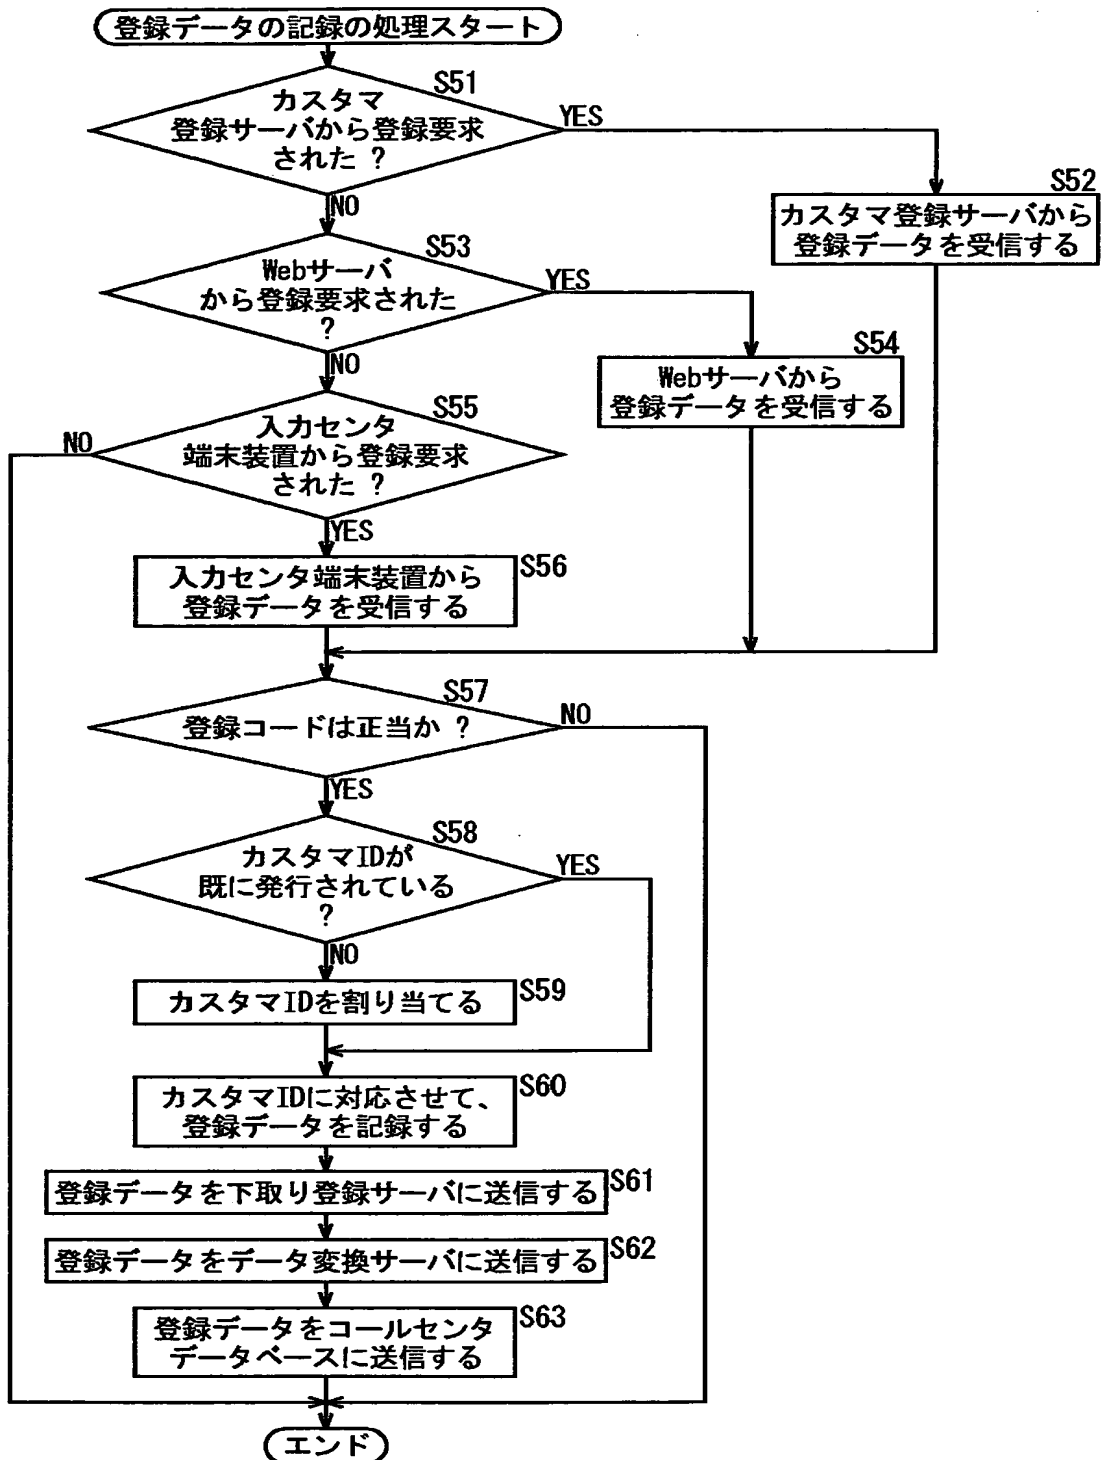 登録データの記録の処理スタート
S51
カスタマ
登録サーバから登録要求
された ?
YES
NO
S52
カスタマ登録サーバから
登録データを受信する
S53
Webサーバ
から登録要求された
?
YES
NO
S54
Webサーバから
登録データを受信する
S55
入力センタ
端末装置から登録要求
された ?
NO
YES
S56
入力センタ端末装置から
登録データを受信する
S57
登録コードは正当か ?
NO
YES
S58
カスタマIDが
既に発行されている
?
YES
NO
S59
カスタマIDを割り当てる
S60
カスタマIDに対応させて、
登録データを記録する
S61
登録データを下取り登録サーバに送信する
S62
登録データをデータ変換サーバに送信する
S63
登録データをコールセンタ
データベースに送信する
エンド